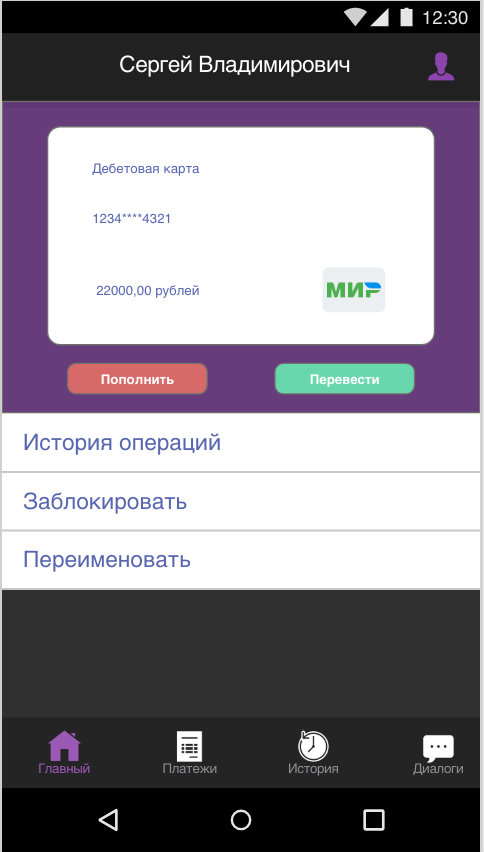 12:30
Сергей Владимирович
Дебетовая карта
1234****4321
22000,00 рублей
МИР
Пополнить
Перевести
История операций
Заблокировать
Переименовать
Главный
Платежи
История
Диалоги